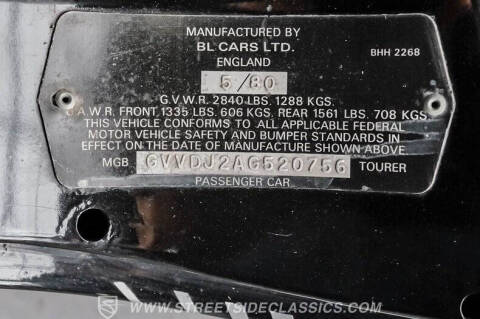 MANUFACTURED BY
BL CARS LTD.
BHH 2268
ENGLAND
5/80
G.V.W.R. 2840 LBS. 1288 KGS.
G.A.W.R. FRONT 1335 LBS. 606 KGS. REAR 1561 LBS. 708 KGS.
THIS VEHICLE CONFORMS TO ALL APPLICABLE FEDERAL
MOTOR VEHICLE SAFETY AND BUMPER STANDARDS IN
EFFECT ON THE DATE OF MANUFACTURE SHOWN ABOVE
MGB GVVDJ2AG520756 TOURER
PASSENGER CAR
WWW.STREETSIDECLASSICS.COM